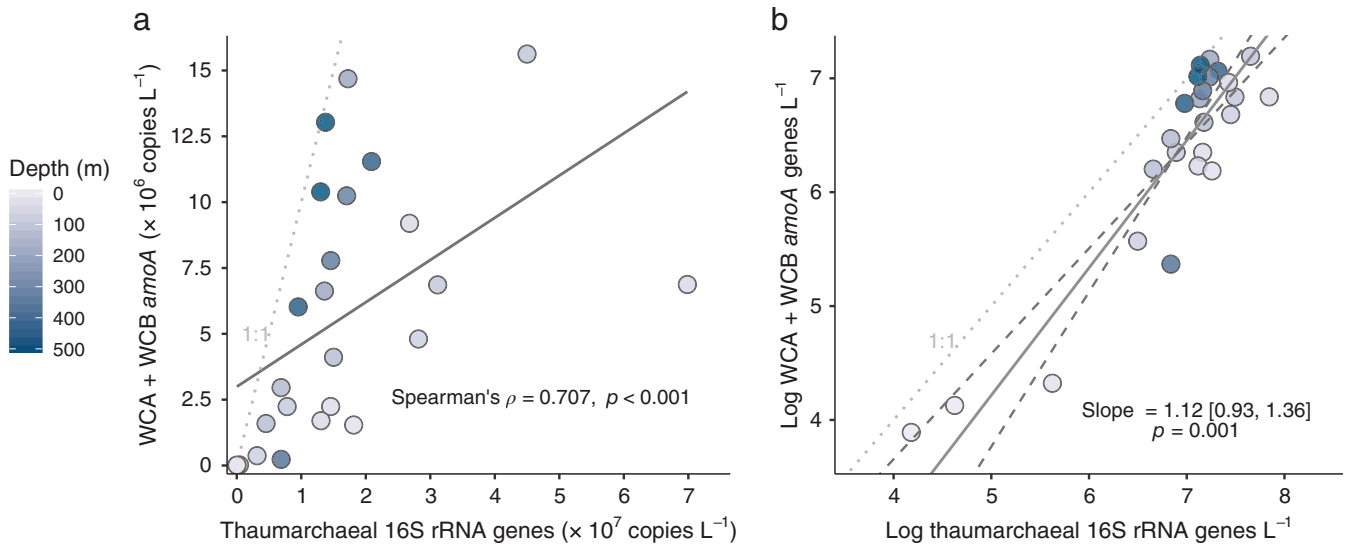 a
b
Depth (m)
0
100
200
300
400
500
WCA + WCB amoA (× 10⁶ copies L⁻¹)
15
12.5
10
7.5
5
2.5
0
1:1
Spearman's ρ = 0.707, p < 0.001
0 1 2 3 4 5 6 7
Thaumarchaeal 16S rRNA genes (× 10⁷ copies L⁻¹)
Log WCA + WCB amoA genes L⁻¹
7
6
5
4
1:1
Slope = 1.12 [0.93, 1.36]
p = 0.001
4 5 6 7 8
Log thaumarchaeal 16S rRNA genes L⁻¹